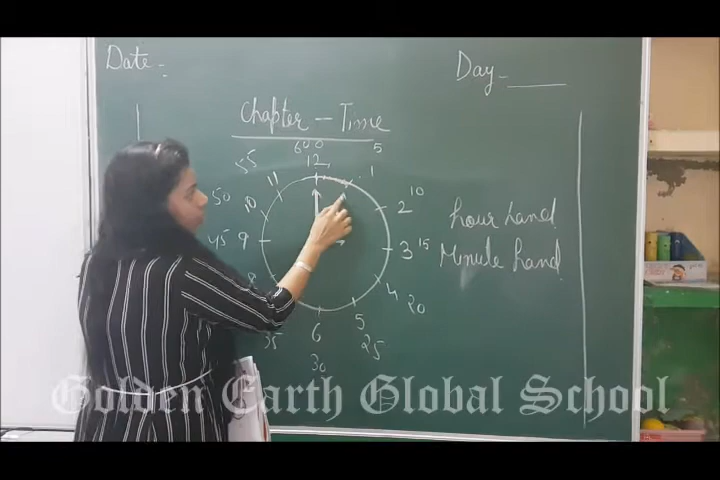 Date :-
Day- ____
Chapter - Time
55 60 0 5
11 12 1
50 10 2 10
45 9 3 15
8 4 20
35 6 5 25
30
hour hand
Minute hand
Golden Earth Global School